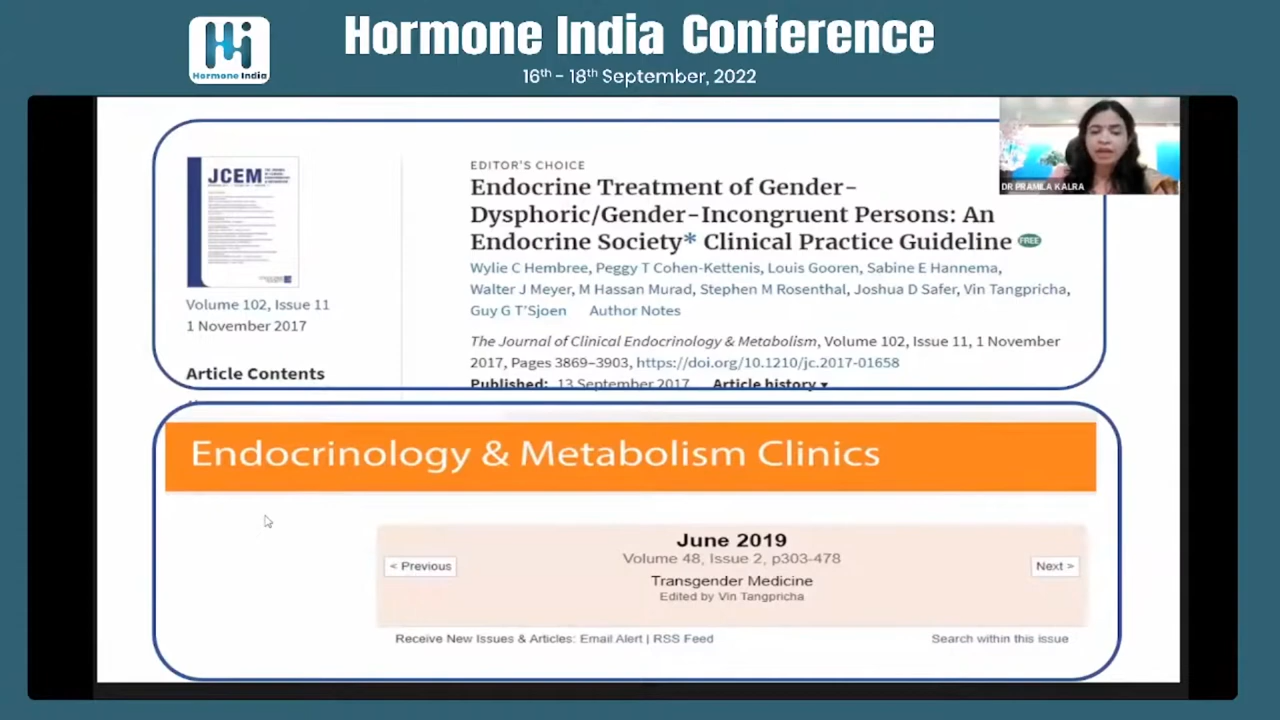 Hi
Hormone India
Hormone India Conference
16th - 18th September, 2022
DR PRAMILA KALRA
JCEM
Volume 102, Issue 11
1 November 2017
Article Contents
EDITOR'S CHOICE
Endocrine Treatment of Gender-
Dysphoric/Gender-Incongruent Persons: An
Endocrine Society* Clinical Practice Guideline FREE
Wylie C Hembree, Peggy T Cohen-Kettenis, Louis Gooren, Sabine E Hannema,
Walter J Meyer, M Hassan Murad, Stephen M Rosenthal, Joshua D Safer, Vin Tangpricha,
Guy G T'Sjoen Author Notes
The Journal of Clinical Endocrinology & Metabolism, Volume 102, Issue 11, 1 November
2017, Pages 3869–3903, https://doi.org/10.1210/jc.2017-01658
Published: 13 September 2017 Article history
Endocrinology & Metabolism Clinics
June 2019
Volume 48, Issue 2, p303-478
< Previous
Next >
Transgender Medicine
Edited by Vin Tangpricha
Receive New Issues & Articles: Email Alert | RSS Feed
Search within this issue